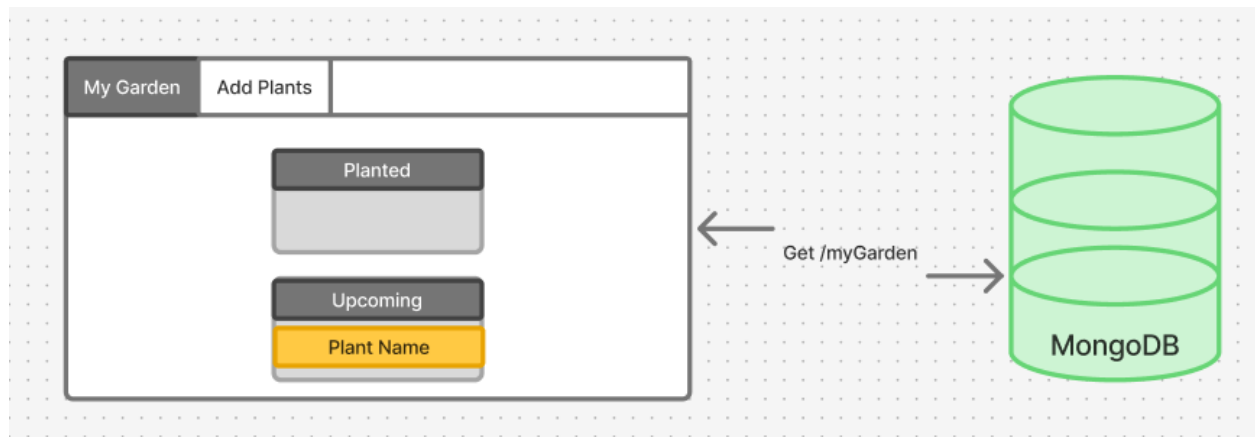 My Garden
Add Plants
Planted
Upcoming
Plant Name
Get /myGarden
MongoDB